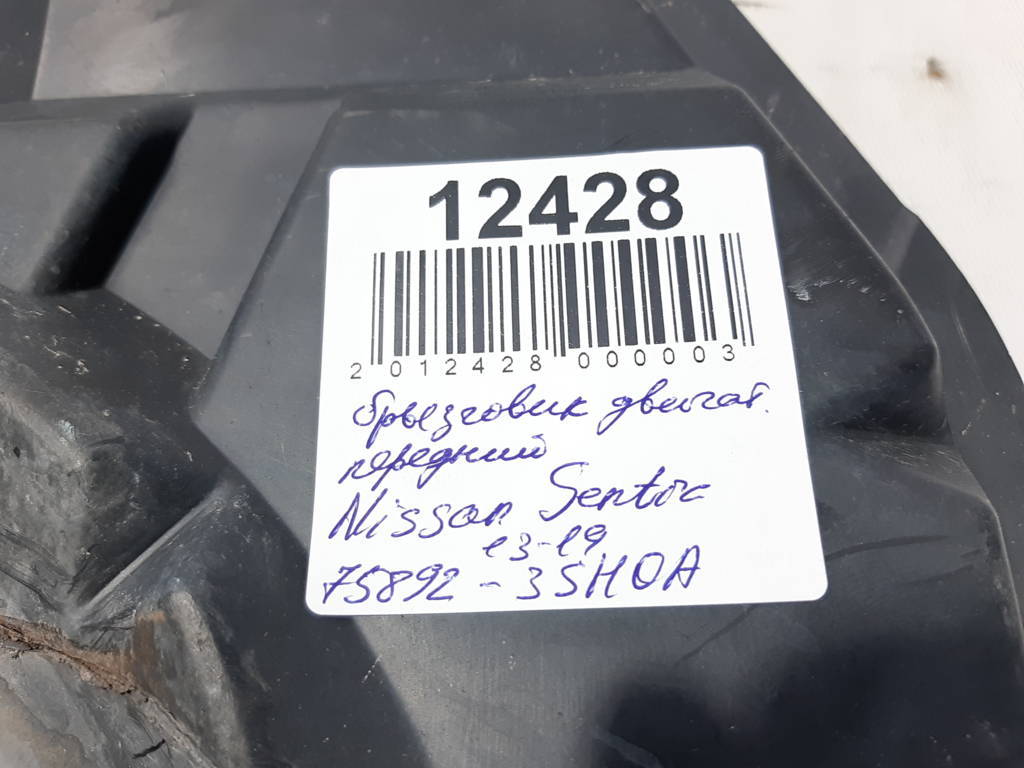 12428
2 012428 000003
брызговик двигат.
передний
Nissan Sentra
13-19
75892-3SH0A